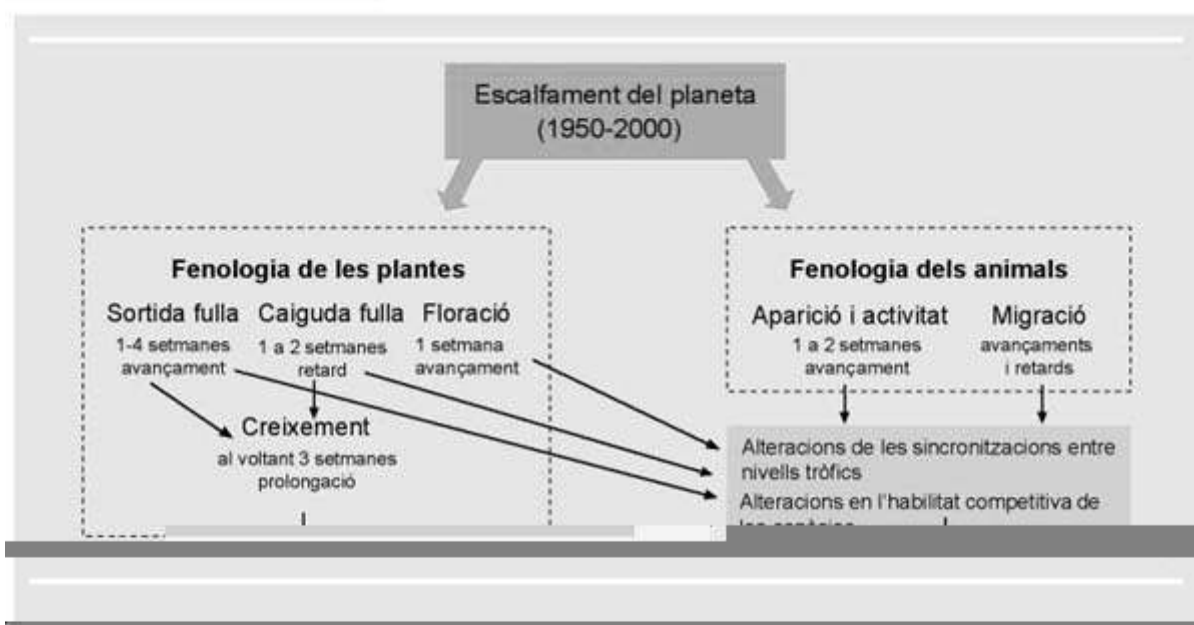 Escalfament del planeta
(1950-2000)
Fenologia de les plantes
Sortida fulla
1-4 setmanes
avançament
Caiguda fulla
1 a 2 setmanes
retard
Floració
1 setmana
avançament
Creixement
al voltant 3 setmanes
prolongació
Fenologia dels animals
Aparició i activitat
1 a 2 setmanes
avançament
Migració
avançaments
i retards
Alteracions de les sincronitzacions entre
nivells tròfics
Alteracions en l'habilitat competitiva de